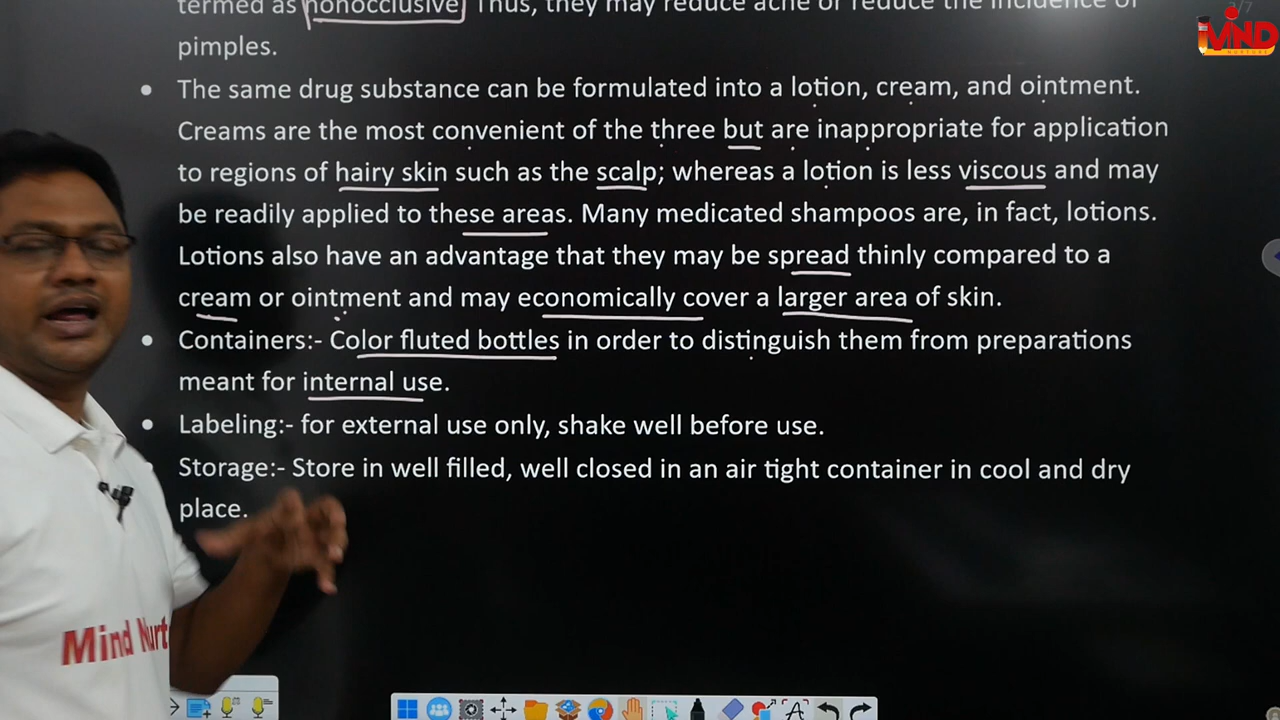 termed as nonocclusive. Thus, they may reduce acne or reduce the incidence of
pimples.
• The same drug substance can be formulated into a lotion, cream, and ointment.
Creams are the most convenient of the three but are inappropriate for application
to regions of hairy skin such as the scalp; whereas a lotion is less viscous and may
be readily applied to these areas. Many medicated shampoos are, in fact, lotions.
Lotions also have an advantage that they may be spread thinly compared to a
cream or ointment and may economically cover a larger area of skin.
• Containers:- Color fluted bottles in order to distinguish them from preparations
meant for internal use.
• Labeling:- for external use only, shake well before use.
Storage:- Store in well filled, well closed in an air tight container in cool and dry
place.
MIND
NURTURE
Mind Nurt